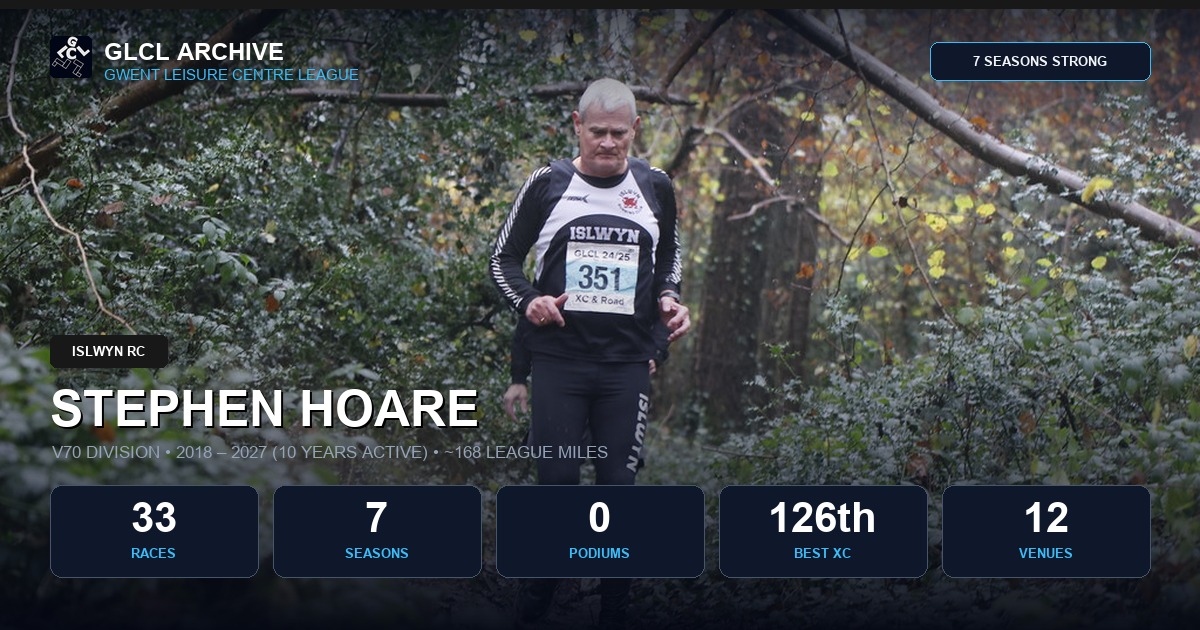 GLCL ARCHIVE
GWENT LEISURE CENTRE LEAGUE
7 SEASONS STRONG
ISLWYN
ISLWYN
GLCL 24/25
351
XC & Road
ISLWYN
ISLWYN RC
STEPHEN HOARE
V70 DIVISION • 2018 – 2027 (10 YEARS ACTIVE) • ~168 LEAGUE MILES
33
RACES
7
SEASONS
0
PODIUMS
126th
BEST XC
12
VENUES